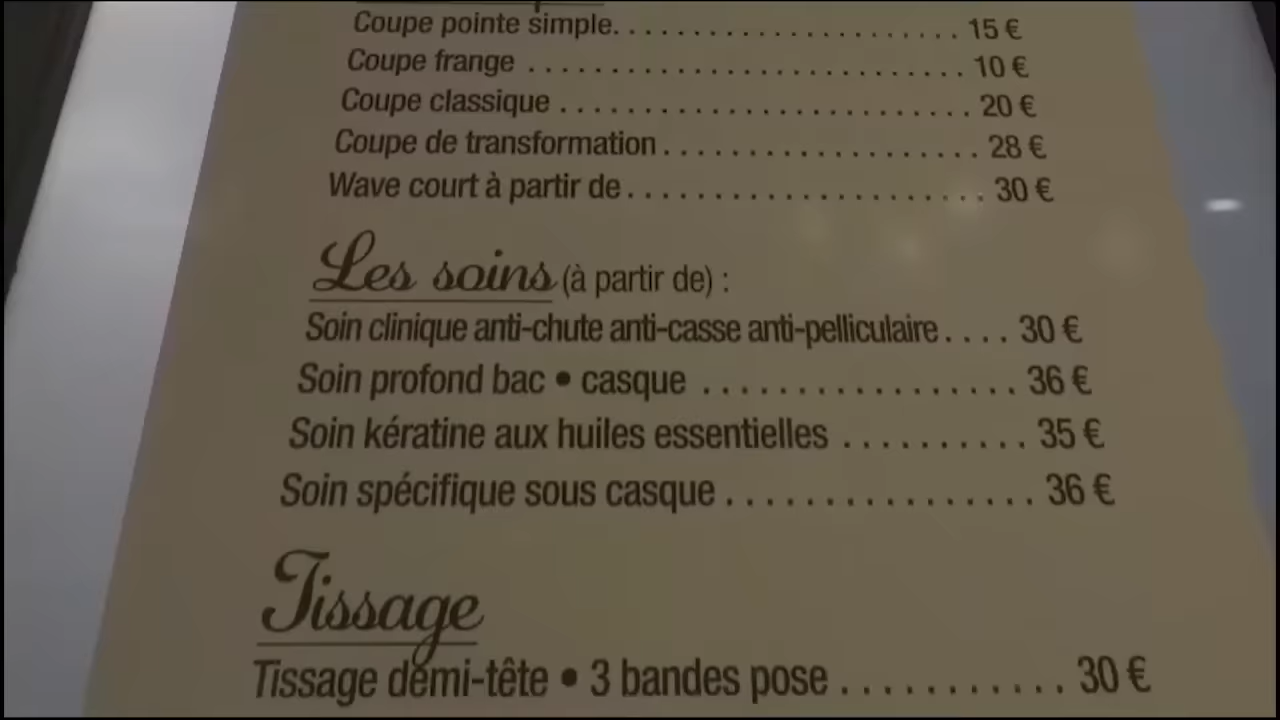 Coupe pointe simple. . . . . . . . . . . . . . . . . . . . . . . . . . 15 €
Coupe frange . . . . . . . . . . . . . . . . . . . . . . . . . . . . . . . . 10 €
Coupe classique . . . . . . . . . . . . . . . . . . . . . . . . . . . . . . 20 €
Coupe de transformation . . . . . . . . . . . . . . . . . . . 28 €
Wave court à partir de . . . . . . . . . . . . . . . . . . . . . . 30 €
Les soins (à partir de) :
Soin clinique anti-chute anti-casse anti-pelliculaire . . . . 30 €
Soin profond bac • casque . . . . . . . . . . . . . . . . . 36 €
Soin kératine aux huiles essentielles . . . . . . . . . . 35 €
Soin spécifique sous casque . . . . . . . . . . . . . . . . 36 €
Tissage
Tissage demi-tête • 3 bandes pose . . . . . . . . . . . 30 €